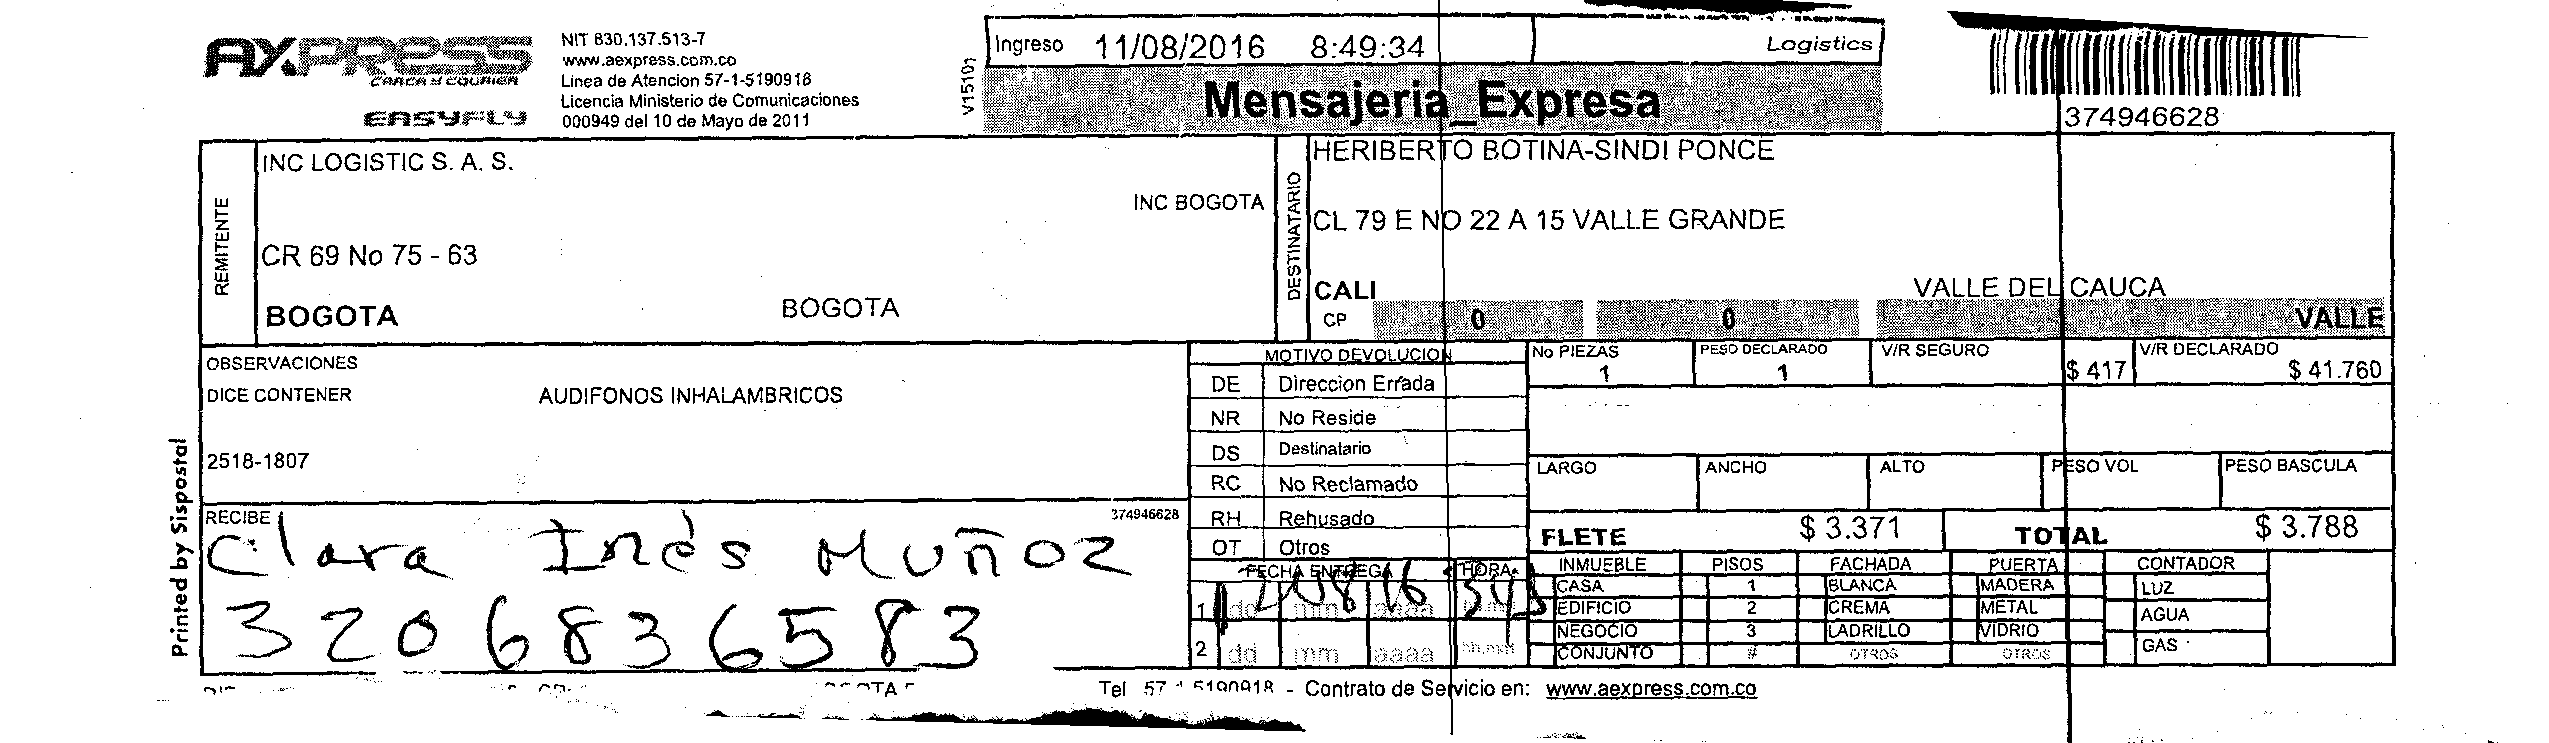 AXPRESS
CARGA Y COURIER
EASYFLY
NIT 830.137.513-7
www.aexpress.com.co
Linea de Atencion 57-1-5190918
Licencia Ministerio de Comunicaciones
000949 del 10 de Mayo de 2011
V15101
Ingreso 11/08/2016 8:49:34 Logistics
Mensajeria_Expresa
374946628
REMITENTE
INC LOGISTIC S. A. S.
INC BOGOTA
CR 69 No 75 - 63
BOGOTA BOGOTA
DESTINATARIO
HERIBERTO BOTINA-SINDI PONCE
CL 79 E NO 22 A 15 VALLE GRANDE
CALI VALLE DEL CAUCA
CP 0 0 VALLE
OBSERVACIONES
DICE CONTENER AUDIFONOS INHALAMBRICOS
2518-1807
MOTIVO DEVOLUCION
DE Direccion Errada
NR No Reside
DS Destinatario
RC No Reclamado
RH Rehusado
OT Otros
No PIEZAS PESO DECLARADO V/R SEGURO V/R DECLARADO
1 1 $ 417 $ 41.760
LARGO ANCHO ALTO PESO VOL PESO BASCULA
FLETE $ 3.371 TOTAL $ 3.788
RECIBE 374946628
Clara Inés Muñoz
3206836583
FECHA ENTREGA HORA
1 dd mm aaaa
2 dd mm aaaa hh:mm
INMUEBLE PISOS FACHADA PUERTA CONTADOR
CASA 1 BLANCA MADERA LUZ
EDIFICIO 2 CREMA METAL AGUA
NEGOCIO 3 LADRILLO VIDRIO GAS
CONJUNTO # OTROS OTROS
Printed by Sispostal
Tel 57 1 5190918 - Contrato de Servicio en: www.aexpress.com.co